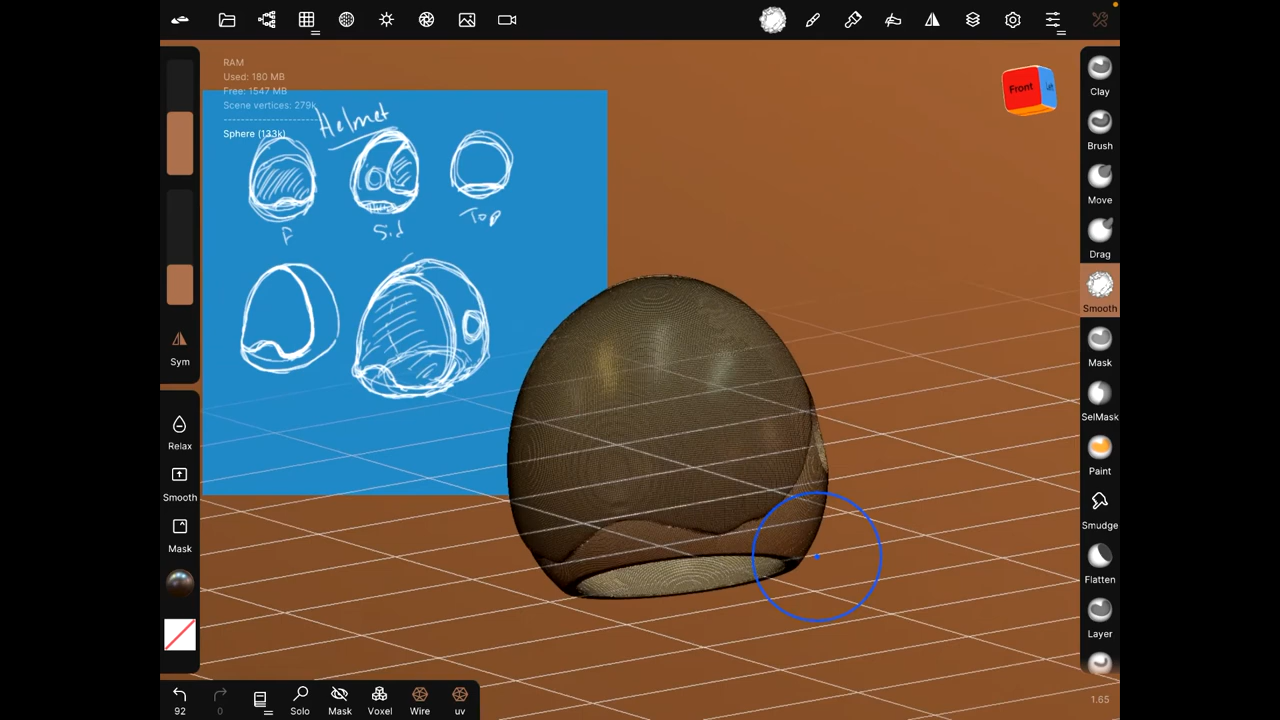 RAM
Used: 180 MB
Free: 1547 MB
Scene vertices: 279k
Sphere (133k)
Helmet
F
Sid
Top
Front
Sym
Relax
Smooth
Mask
Clay
Brush
Move
Drag
Smooth
Mask
SelMask
Paint
Smudge
Flatten
Layer
92
0
Solo
Mask
Voxel
Wire
uv
1.65